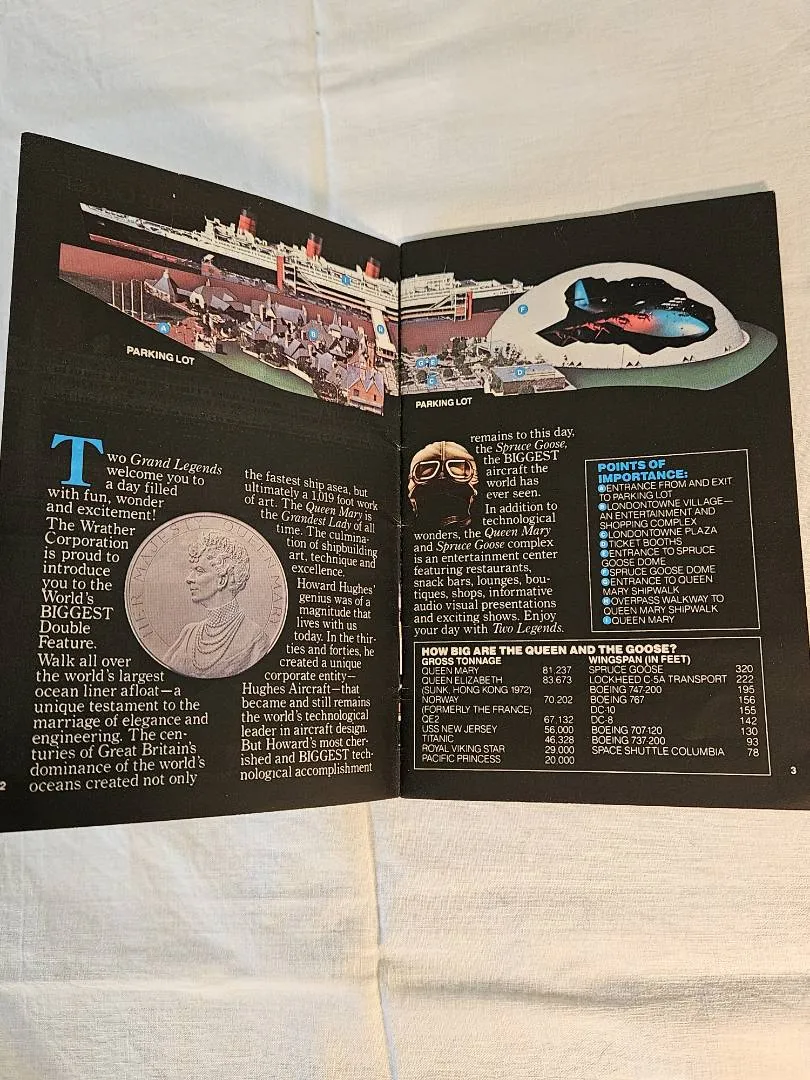 PARKING LOT
Two Grand Legends
welcome you to
a day filled
with fun, wonder
and excitement!
The Wrather
Corporation
is proud to
introduce
you to the
World's
BIGGEST
Double
Feature.
Walk all over
the world's largest
ocean liner afloat—a
unique testament to the
marriage of elegance and
engineering. The cen-
turies of Great Britain's
dominance of the world's
oceans created not only
2
HER MAJESTY QUEEN MARY
the fastest ship asea, but
ultimately a 1,019 foot work
of art. The Queen Mary is
the Grandest Lady of all
time. The culmina-
tion of shipbuilding
art, technique and
excellence.
Howard Hughes'
genius was of a
magnitude that
lives with us
today. In the thir-
ties and forties, he
created a unique
corporate entity—
Hughes Aircraft—that
became and still remains
the world's technological
leader in aircraft design.
But Howard's most cher-
ished and BIGGEST tech-
nological accomplishment
A
B
I
H
F
G E
C
D
PARKING LOT
remains to this day,
the Spruce Goose,
the BIGGEST
aircraft the
world has
ever seen.
In addition to
technological
wonders, the Queen Mary
and Spruce Goose complex
is an entertainment center
featuring restaurants,
snack bars, lounges, bou-
tiques, shops, informative
audio visual presentations
and exciting shows. Enjoy
your day with Two Legends.
POINTS OF
IMPORTANCE:
A ENTRANCE FROM AND EXIT
TO PARKING LOT
B LONDONTOWNE VILLAGE—
AN ENTERTAINMENT AND
SHOPPING COMPLEX
C LONDONTOWNE PLAZA
D TICKET BOOTHS
E ENTRANCE TO SPRUCE
GOOSE DOME
F SPRUCE GOOSE DOME
G ENTRANCE TO QUEEN
MARY SHIPWALK
H OVERPASS WALKWAY TO
QUEEN MARY SHIPWALK
I QUEEN MARY
HOW BIG ARE THE QUEEN AND THE GOOSE?
GROSS TONNAGE
QUEEN MARY 81,237
QUEEN ELIZABETH 83,673
(SUNK, HONG KONG 1972)
NORWAY 70,202
(FORMERLY THE FRANCE)
QE2 67,132
USS NEW JERSEY 56,000
TITANIC 46,328
ROYAL VIKING STAR 29,000
PACIFIC PRINCESS 20,000
WINGSPAN (IN FEET)
SPRUCE GOOSE 320
LOCKHEED C-5A TRANSPORT 222
BOEING 747-200 195
BOEING 767 156
DC-10 155
DC-8 142
BOEING 707-120 130
BOEING 737-200 93
SPACE SHUTTLE COLUMBIA 78
3